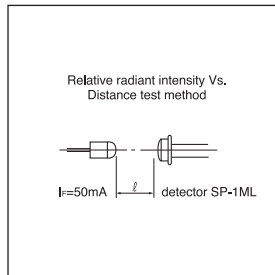 Relative radiant intensity Vs.
Distance test method
ℓ
IF=50mA
detector SP-1ML